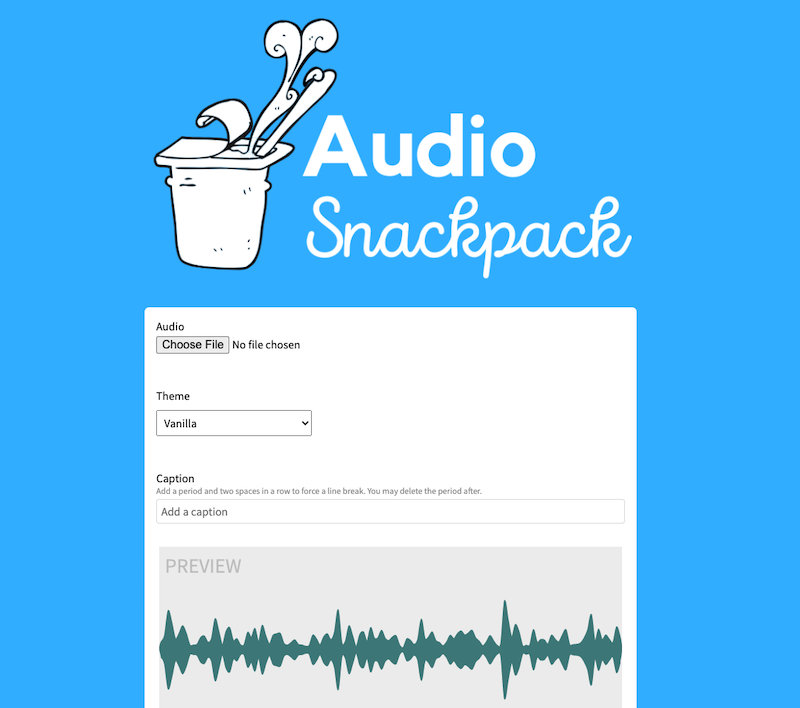 Audio
Snackpack
Audio
Choose File No file chosen
Theme
Vanilla
Caption
Add a period and two spaces in a row to force a line break. You may delete the period after.
Add a caption
PREVIEW